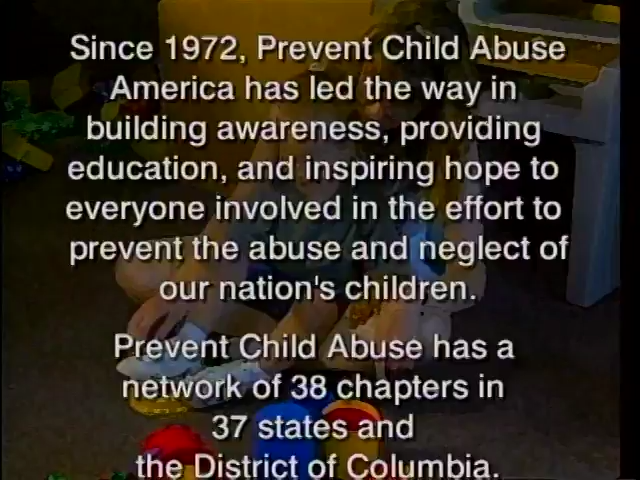 Since 1972, Prevent Child Abuse
America has led the way in
building awareness, providing
education, and inspiring hope to
everyone involved in the effort to
prevent the abuse and neglect of
our nation's children.
Prevent Child Abuse has a
network of 38 chapters in
37 states and
the District of Columbia.